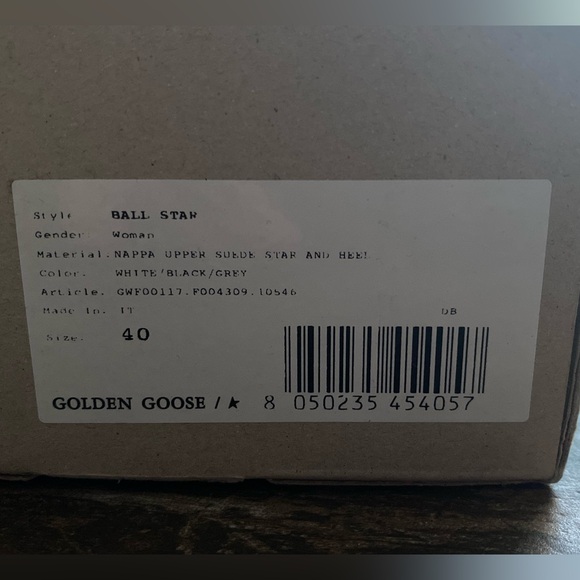 Style BALL STAR
Gender: Woman
Material. NAPPA UPPER SUEDE STAR AND HEEL
Color. WHITE/BLACK/GREY
Article. GWF00117.F004309.10546
Made In. IT
DB
Size. 40
GOLDEN GOOSE / ★ 8 050235 454057